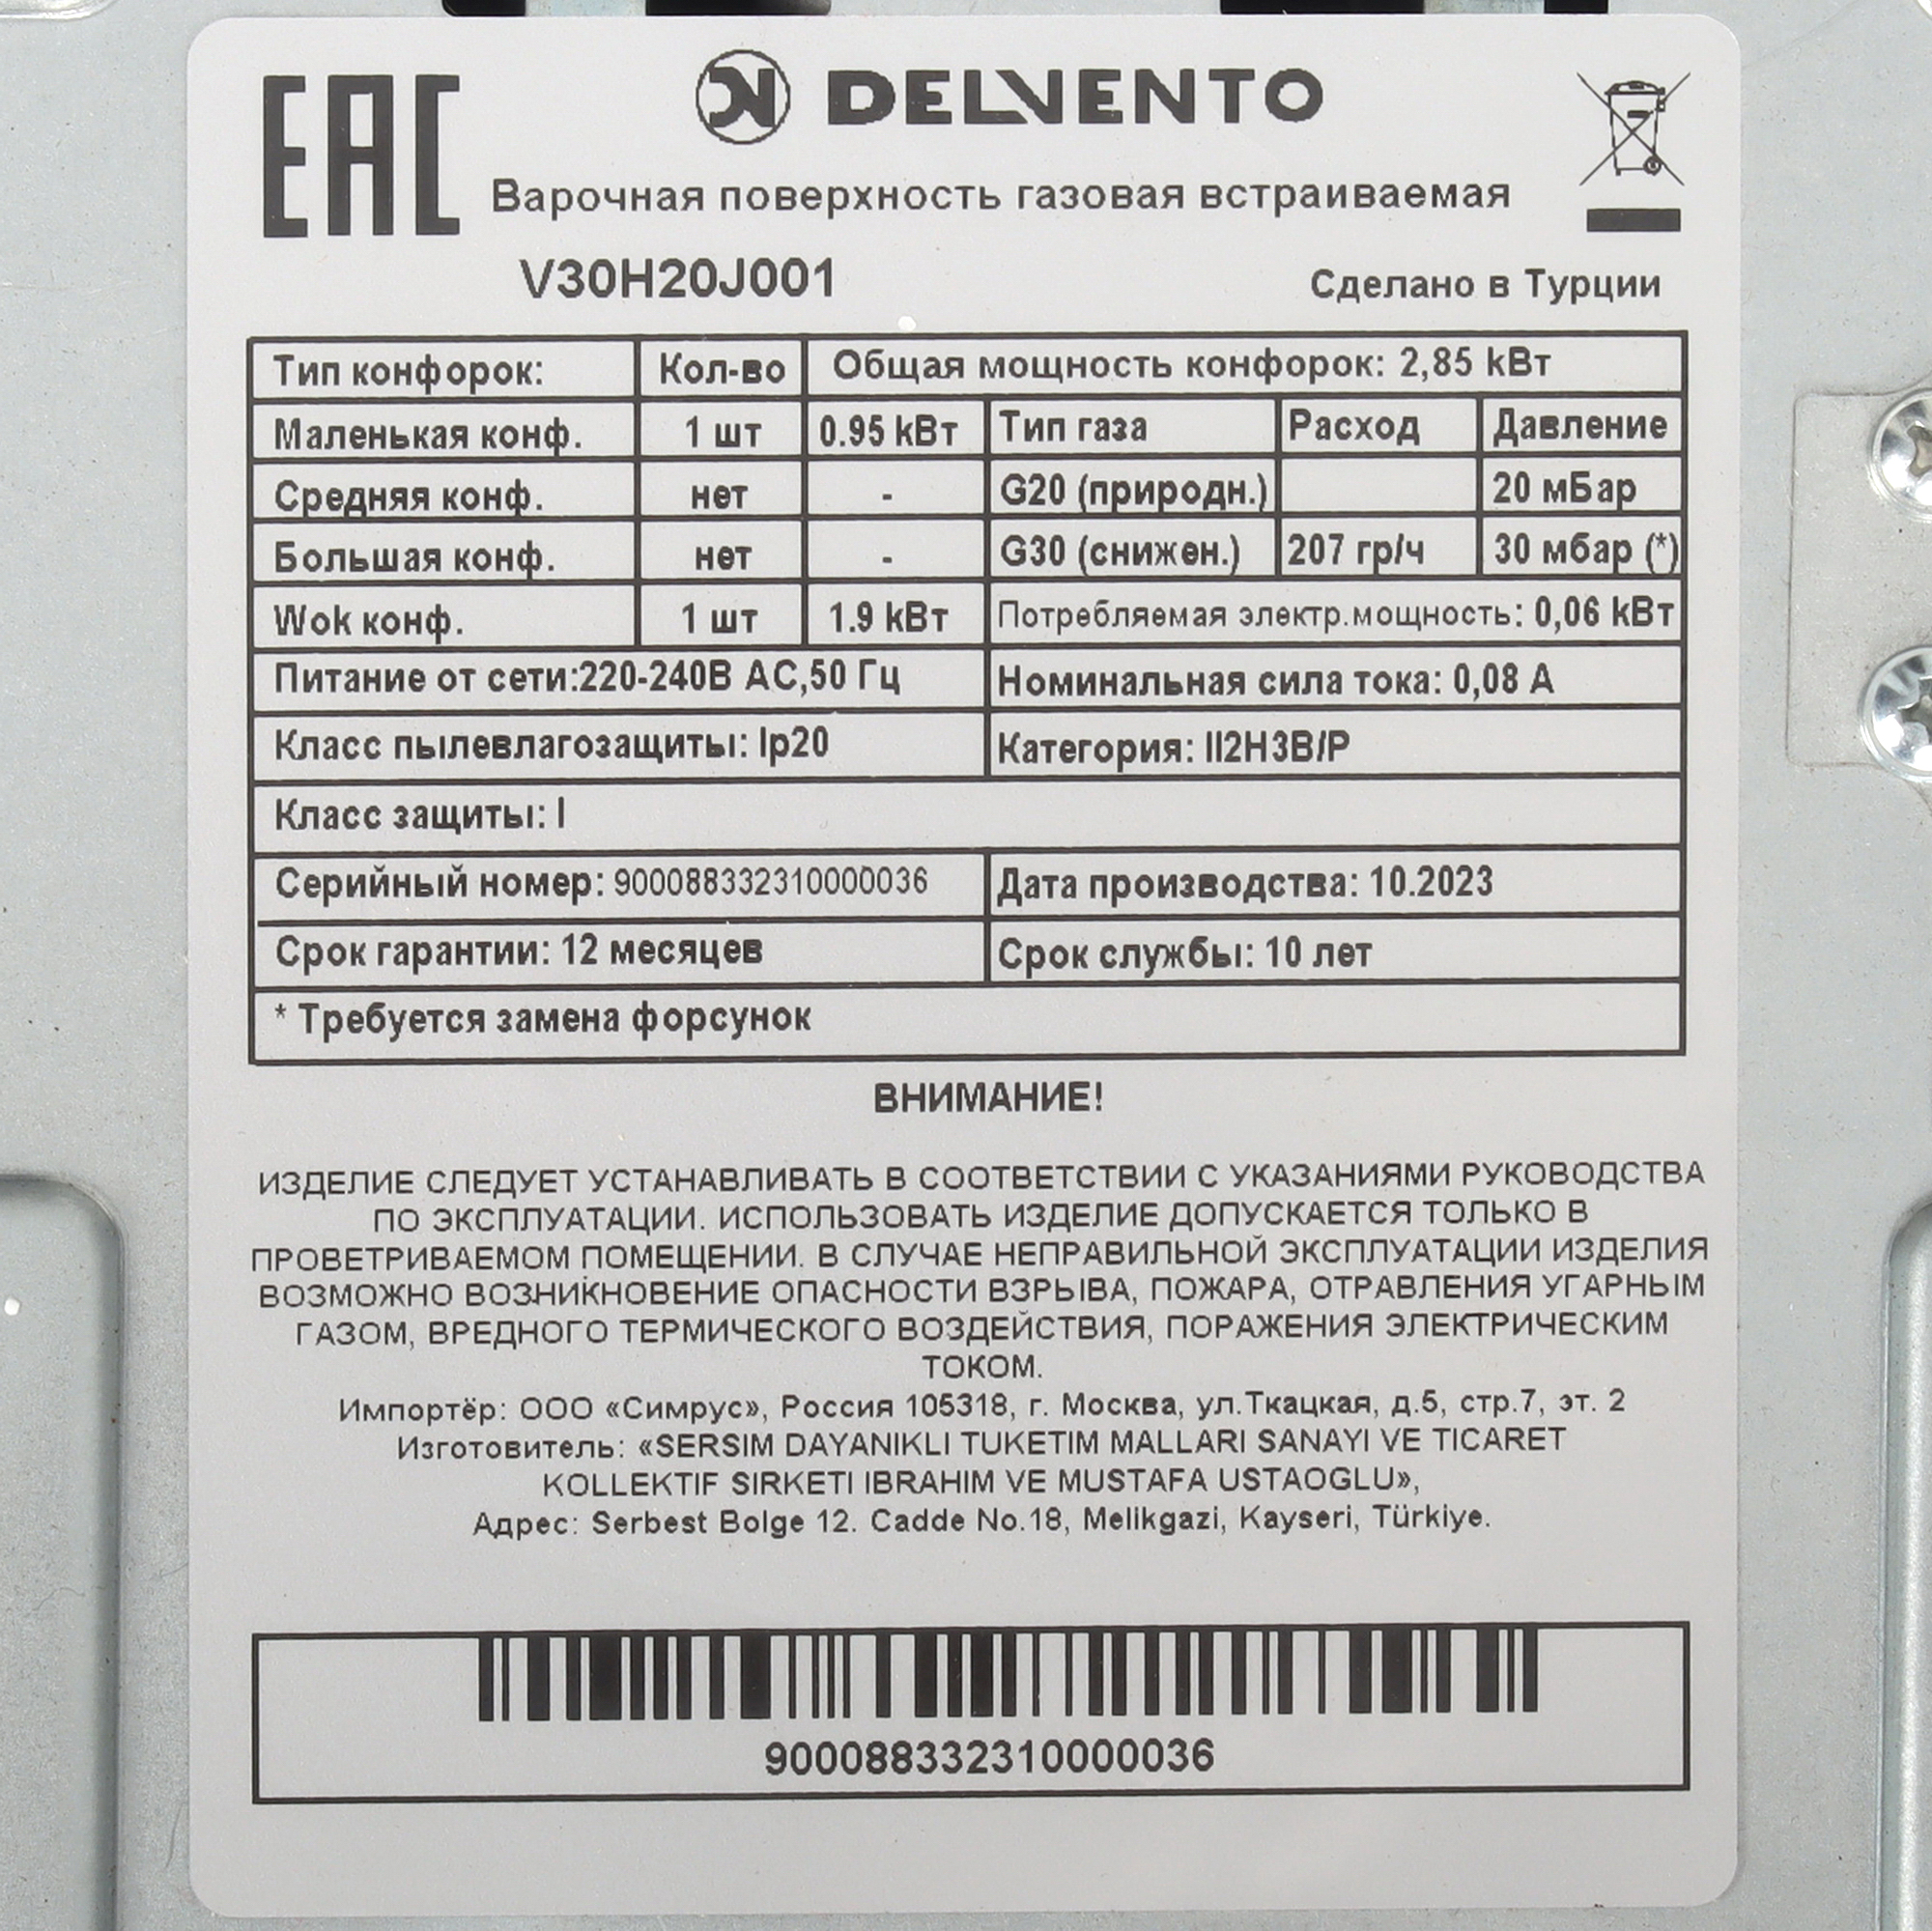 EAC
DELVENTO
Варочная поверхность газовая встраиваемая
V30H20J001
Сделано в Турции
Тип конфорок: Кол-во Общая мощность конфорок: 2,85 kВт
Маленькая конф. 1 шт 0.95 kВт Тип газа Расход Давление
Средняя конф. нет - G20 (природн.) 20 мБар
Большая конф. нет - G30 (снижен.) 207 гр/ч 30 мбар (*)
Wok конф. 1 шт 1.9 kВт Потребляемая электр.мощность: 0,06 kВт
Питание от сети:220-240В АС,50 Гц Номинальная сила тока: 0,08 А
Класс пылевлагозащиты: Ip20 Категория: II2H3B/P
Класс защиты: I
Серийный номер: 900088332310000036 Дата производства: 10.2023
Срок гарантии: 12 месяцев Срок службы: 10 лет
* Требуется замена форсунок
ВНИМАНИЕ!
ИЗДЕЛИЕ СЛЕДУЕТ УСТАНАВЛИВАТЬ В СООТВЕТСТВИИ С УКАЗАНИЯМИ РУКОВОДСТВА
ПО ЭКСПЛУАТАЦИИ. ИСПОЛЬЗОВАТЬ ИЗДЕЛИЕ ДОПУСКАЕТСЯ ТОЛЬКО В
ПРОВЕТРИВАЕМОМ ПОМЕЩЕНИИ. В СЛУЧАЕ НЕПРАВИЛЬНОЙ ЭКСПЛУАТАЦИИ ИЗДЕЛИЯ
ВОЗМОЖНО ВОЗНИКНОВЕНИЕ ОПАСНОСТИ ВЗРЫВА, ПОЖАРА, ОТРАВЛЕНИЯ УГАРНЫМ
ГАЗОМ, ВРЕДНОГО ТЕРМИЧЕСКОГО ВОЗДЕЙСТВИЯ, ПОРАЖЕНИЯ ЭЛЕКТРИЧЕСКИМ
ТОКОМ.
Импортёр: ООО «Симрус», Россия 105318, г. Москва, ул.Ткацкая, д.5, стр.7, эт. 2
Изготовитель: «SERSIM DAYANIKLI TUKETIM MALLARI SANAYI VE TICARET
KOLLEKTIF SIRKETI IBRAHIM VE MUSTAFA USTAOGLU»,
Адрес: Serbest Bolge 12. Cadde No.18, Melikgazi, Kayseri, Türkiye.
900088332310000036